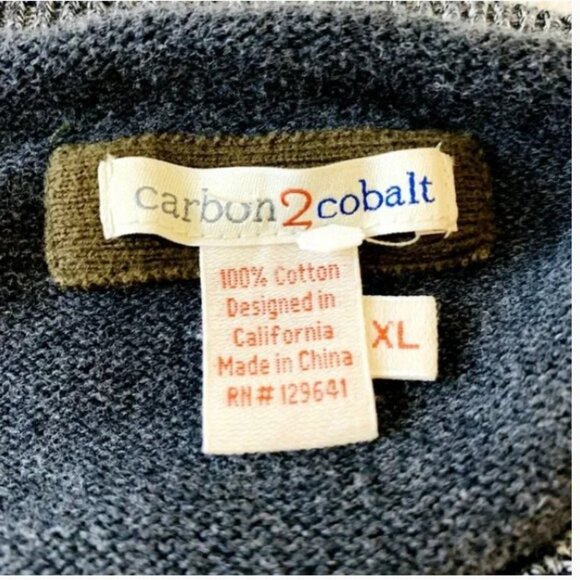 carbon2cobalt
100% Cotton
Designed in
California
Made in China
RN# 129641
XL